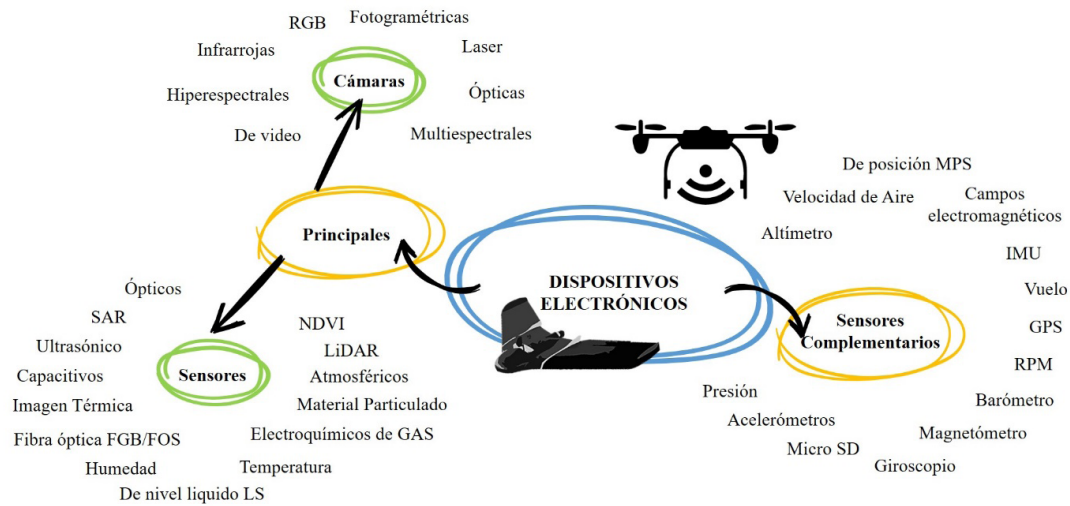 RGB
Fotogramétricas
Infrarrojas
Laser
Cámaras
Hiperespectrales
Ópticas
De video
Multiespectrales
De posición MPS
Velocidad de Aire
Campos
electromagnéticos
Altímetro
Principales
IMU
DISPOSITIVOS
ELECTRÓNICOS
Vuelo
Sensores
Complementarios
GPS
RPM
Presión
Barómetro
Acelerómetros
Magnetómetro
Micro SD
Giroscopio
Ópticos
SAR
NDVI
Ultrasónico
LiDAR
Capacitivos
Sensores
Atmosféricos
Imagen Térmica
Material Particulado
Fibra óptica FGB/FOS
Electroquímicos de GAS
Humedad
Temperatura
De nivel liquido LS